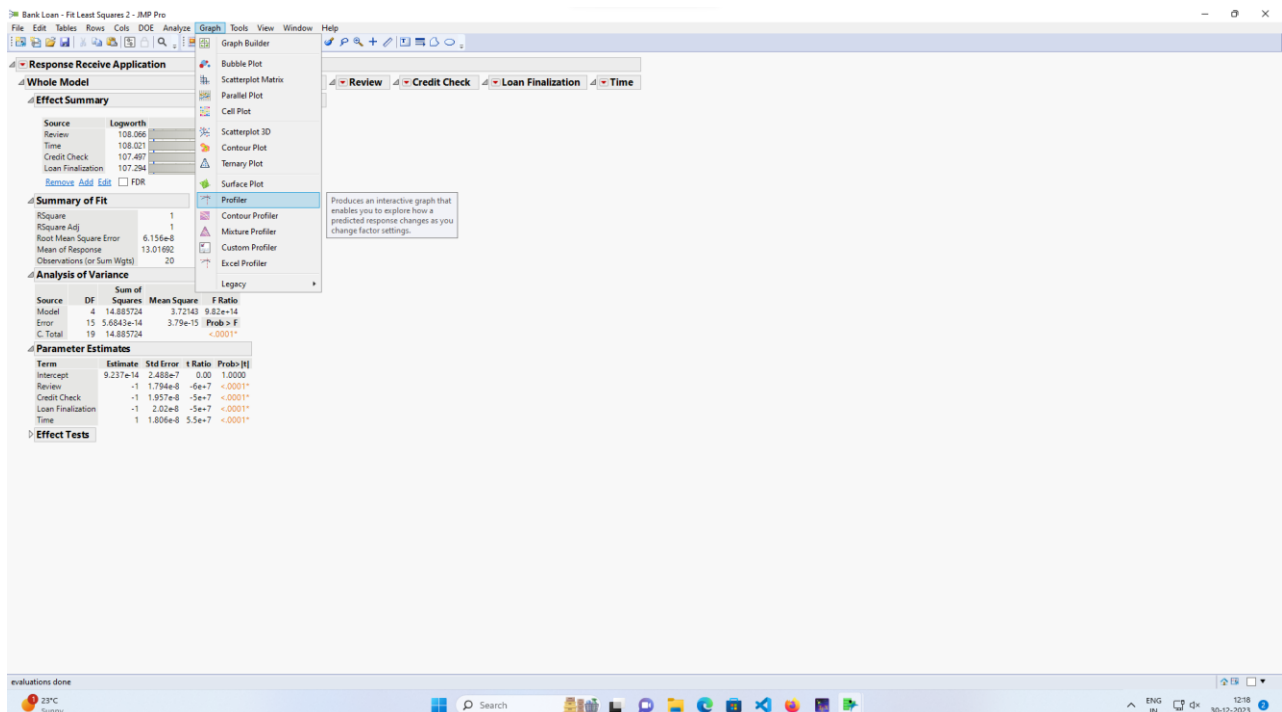 Bank Loan - Fit Least Squares 2 - JMP Pro
File Edit Tables Rows Cols DOE Analyze Graph Tools View Window Help
Graph Builder
Bubble Plot
Scatterplot Matrix
Parallel Plot
Cell Plot
Scatterplot 3D
Contour Plot
Ternary Plot
Surface Plot
Profiler
Contour Profiler
Mixture Profiler
Custom Profiler
Excel Profiler
Legacy
Produces an interactive graph that
enables you to explore how a
predicted response changes as you
change factor settings.
Response Receive Application
Whole Model
Review Credit Check Loan Finalization Time
Effect Summary
Source Logworth
Review 108.066
Time 108.021
Credit Check 107.497
Loan Finalization 107.294
Remove Add Edit FDR
Summary of Fit
RSquare 1
RSquare Adj 1
Root Mean Square Error 6.156e-8
Mean of Response 13.01692
Observations (or Sum Wgts) 20
Analysis of Variance
Sum of
Source DF Squares Mean Square F Ratio
Model 4 14.885724 3.72143 9.82e+14
Error 15 5.6843e-14 3.79e-15 Prob > F
C. Total 19 14.885724 <.0001*
Parameter Estimates
Term Estimate Std Error t Ratio Prob>|t|
Intercept 9.237e-14 2.488e-7 0.00 1.0000
Review -1 1.794e-8 -6e+7 <.0001*
Credit Check -1 1.957e-8 -5e+7 <.0001*
Loan Finalization -1 2.02e-8 -5e+7 <.0001*
Time 1 1.806e-8 5.5e+7 <.0001*
Effect Tests
evaluations done
1 23°C
Sunny
Search
ENG
IN
12:18
30-12-2023
2